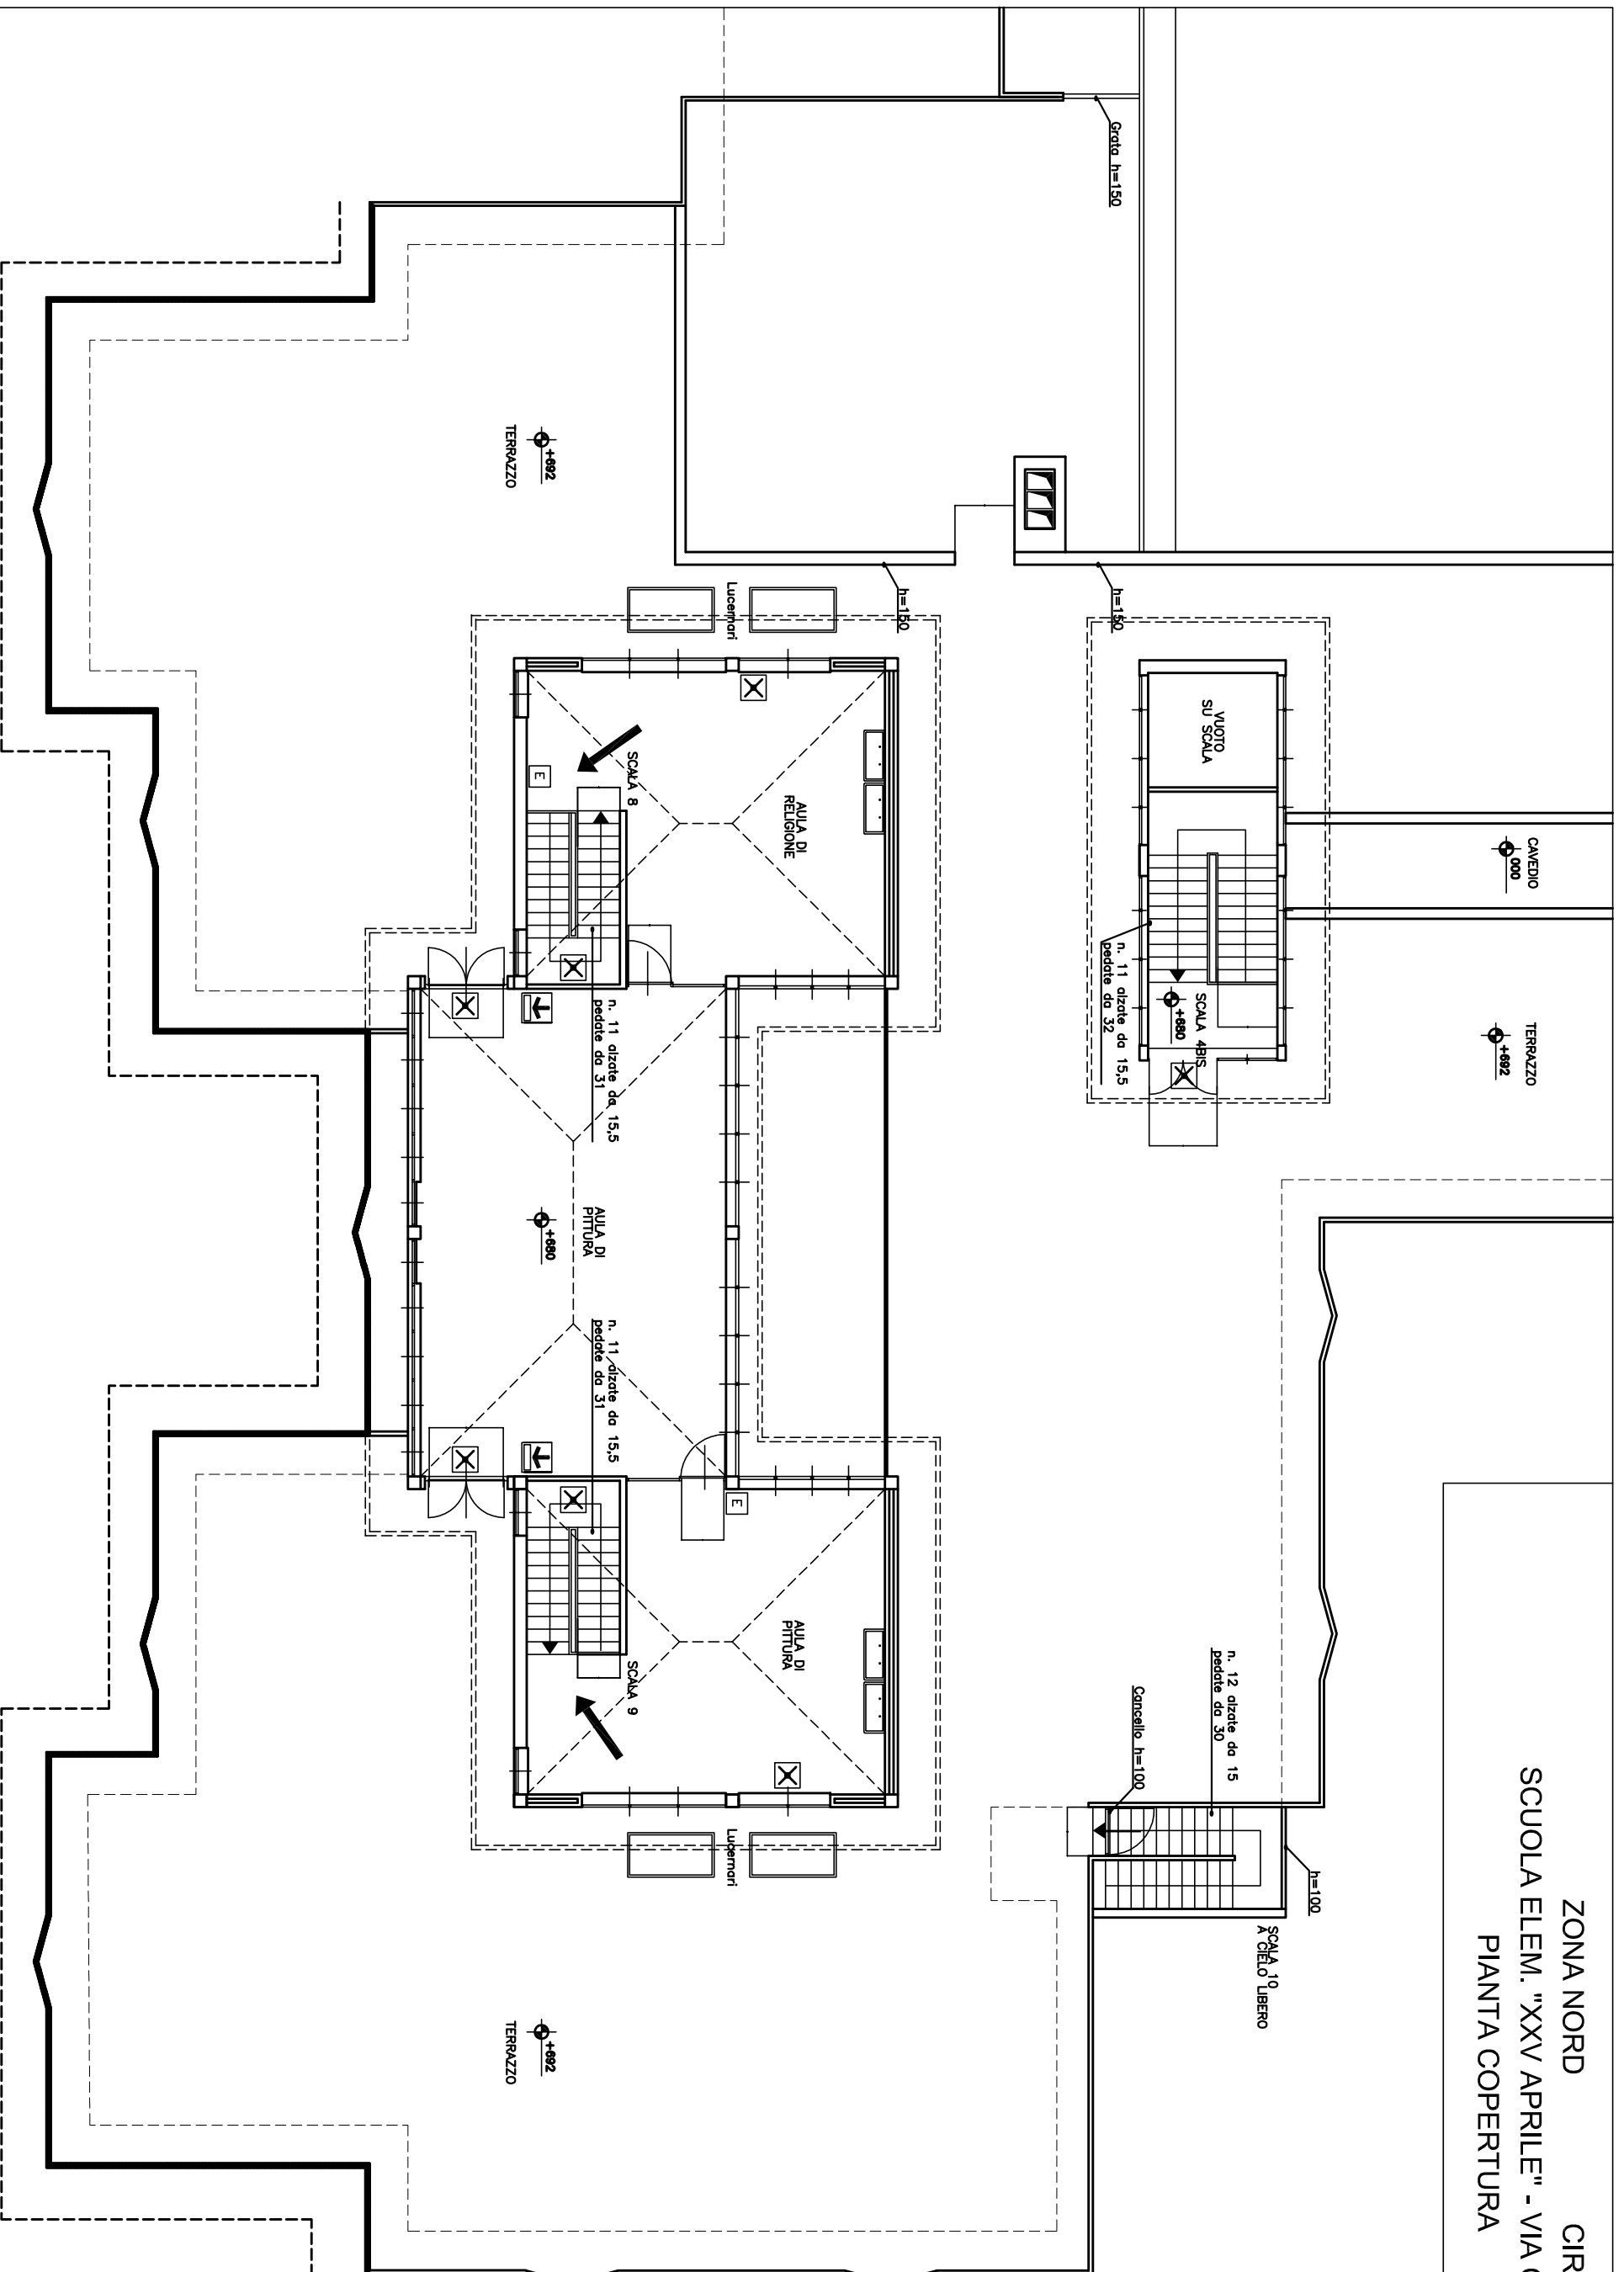 ZONA NORD CIR
SCUOLA ELEM. "XXV APRILE" - VIA
PIANTA COPERTURA
Grata h=150
h=150
h=150
CAVEDIO
000
TERRAZZO
+692
VUOTO
SU SCALA
SCALA 4BIS
+680
n. 11 alzate da 15,5
pedate da 32
+692
TERRAZZO
Lucernari
AULA DI
RELIGIONE
SCALA 8
E
n. 11 alzate da 15,5
pedate da 31
AULA DI
PITTURA
+680
n. 11 alzate da 15,5
pedate da 31
E
AULA DI
PITTURA
SCALA 9
Lucernari
n. 12 alzate da 15
pedate da 30
Cancello h=100
h=100
SCALA 10
A CIELO LIBERO
+692
TERRAZZO